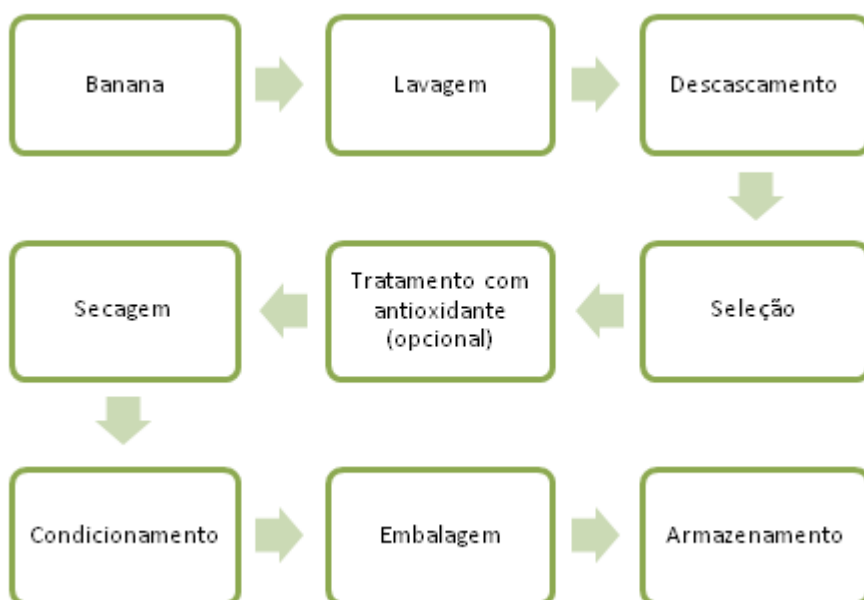 Banana
Lavagem
Descascamento
Seleção
Tratamento com
antioxidante
(opcional)
Secagem
Condicionamento
Embalagem
Armazenamento